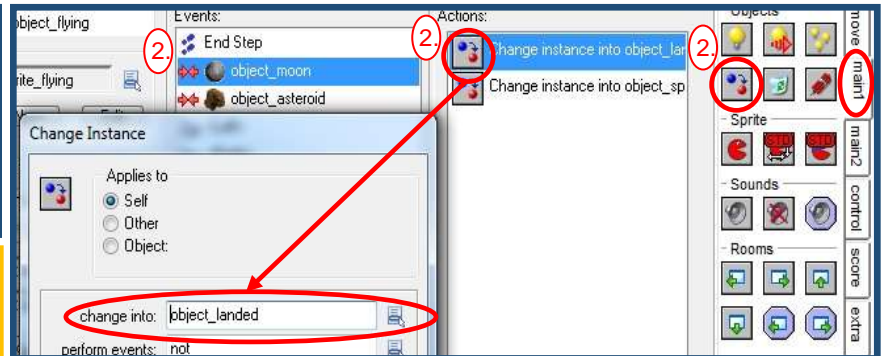 object_flying
Events:
Actions:
Objects
move
2.
End Step
2.
Change instance into object_lan
2.
object_moon
rite_flying
object_asteroid
Change instance into object_sp
main1
Change Instance
Sprite
main2
Applies to
Self
Other
Object:
Sounds
control
Rooms
score
change into:
object_landed
extra
perform events:
not